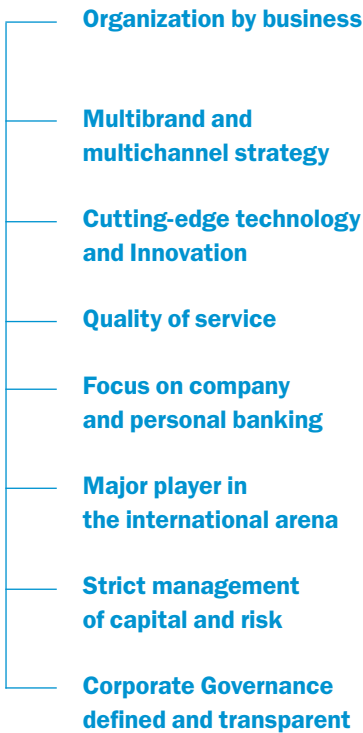 Organization by business
Multibrand and
multichannel strategy
Cutting-edge technology
and Innovation
Quality of service
Focus on company
and personal banking
Major player in
the international arena
Strict management
of capital and risk
Corporate Governance
defined and transparent